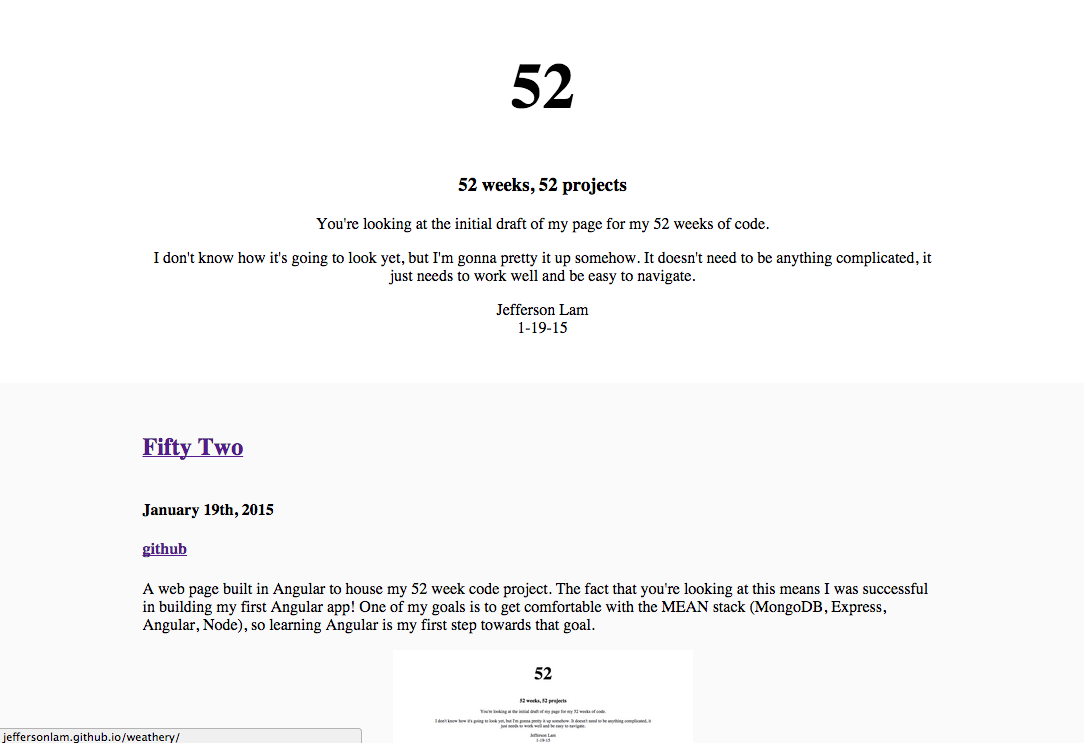 52
52 weeks, 52 projects
You're looking at the initial draft of my page for my 52 weeks of code.
I don't know how it's going to look yet, but I'm gonna pretty it up somehow. It doesn't need to be anything complicated, it
just needs to work well and be easy to navigate.
Jefferson Lam
1-19-15
Fifty Two
January 19th, 2015
github
A web page built in Angular to house my 52 week code project. The fact that you're looking at this means I was successful
in building my first Angular app! One of my goals is to get comfortable with the MEAN stack (MongoDB, Express,
Angular, Node), so learning Angular is my first step towards that goal.
52
52 weeks, 52 projects
You're looking at the initial draft of my page for my 52 weeks of code.
I don't know how it's going to look yet, but I'm gonna pretty it up somehow. It doesn't need to be anything complicated, it
just needs to work well and be easy to navigate.
Jefferson Lam
1-19-15
jeffersonlam.github.io/weathery/